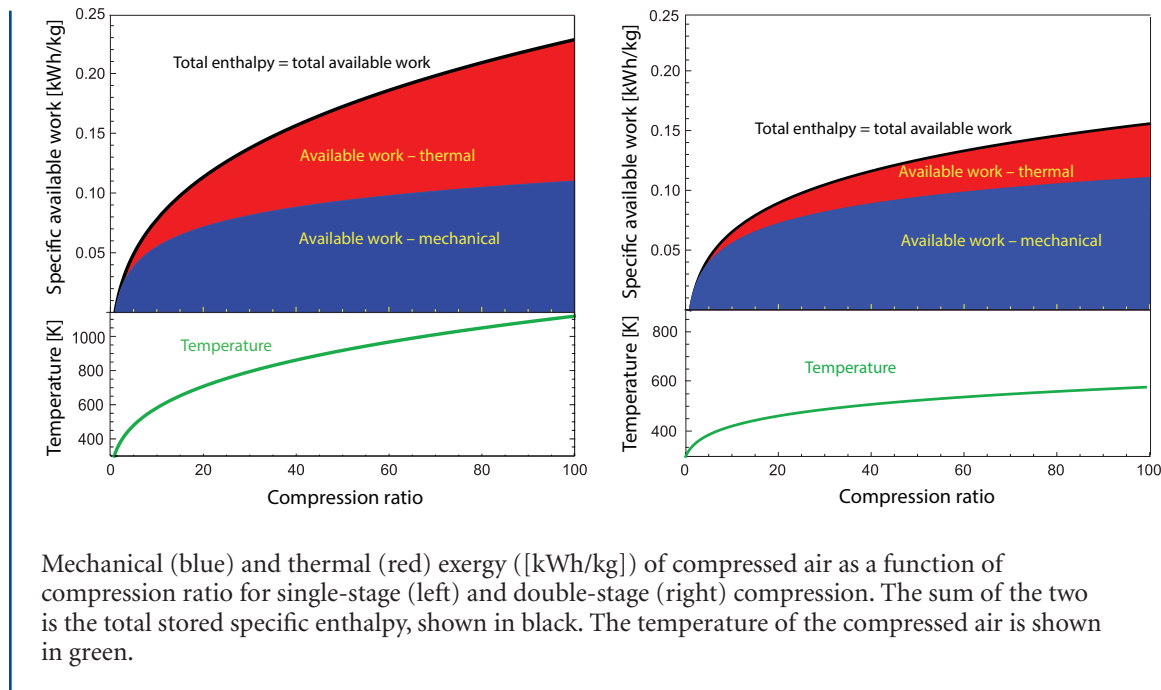 Specific available work [kWh/kg]
0.25
0.20
0.15
0.10
0.05
Total enthalpy = total available work
Available work – thermal
Available work – mechanical
Temperature [K]
1000
800
600
400
Temperature
0 20 40 60 80 100
Compression ratio
Specific available work [kWh/kg]
0.25
0.20
0.15
0.10
0.05
Total enthalpy = total available work
Available work – thermal
Available work – mechanical
Temperature [K]
800
600
400
Temperature
0 20 40 60 80 100
Compression ratio
Mechanical (blue) and thermal (red) exergy ([kWh/kg]) of compressed air as a function of
compression ratio for single-stage (left) and double-stage (right) compression. The sum of the two
is the total stored specific enthalpy, shown in black. The temperature of the compressed air is shown
in green.